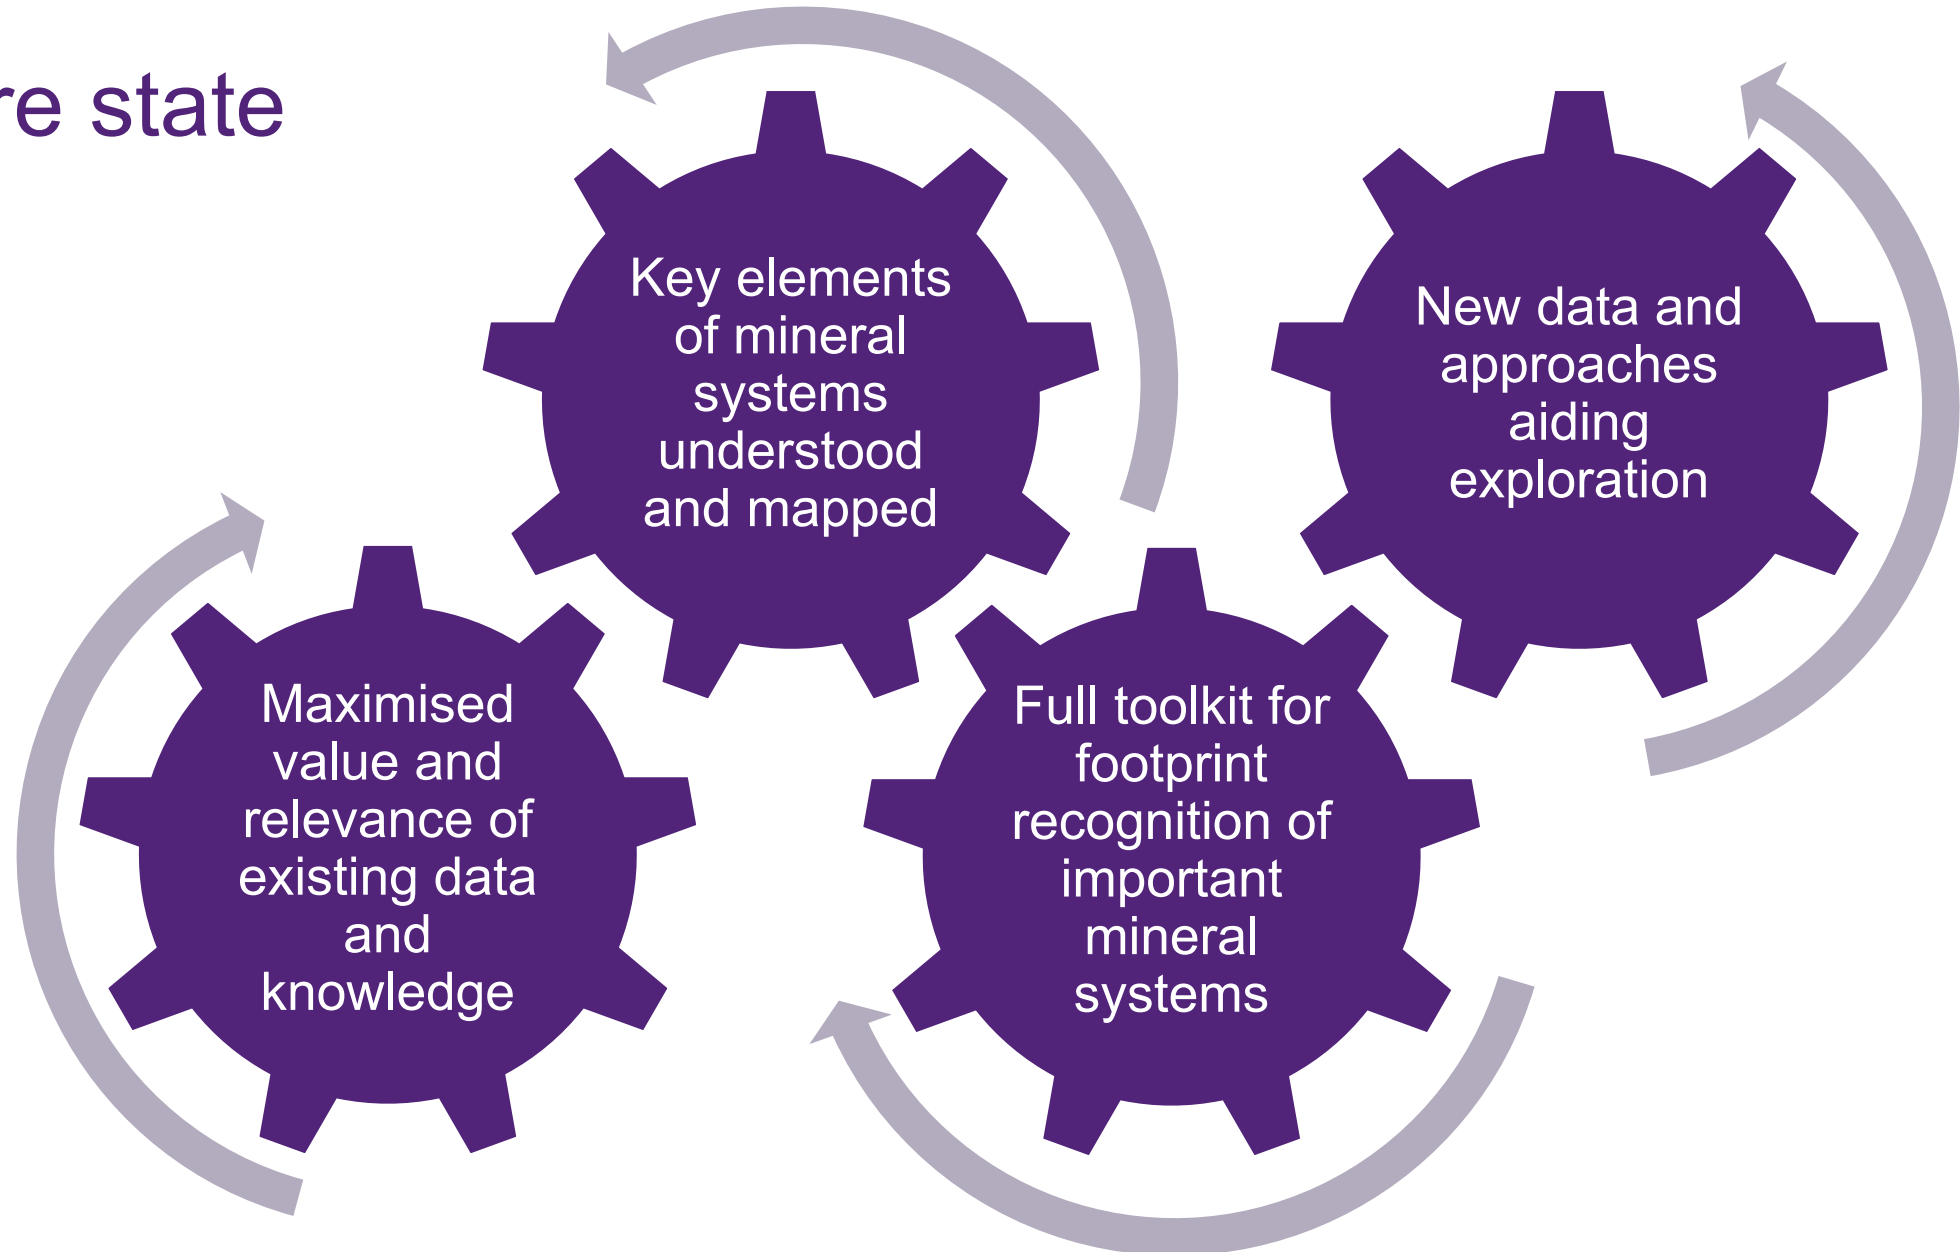 re state
Key elements
of mineral
systems
understood
and mapped
New data and
approaches
aiding
exploration
Maximised
value and
relevance of
existing data
and
knowledge
Full toolkit for
footprint
recognition of
important
mineral
systems